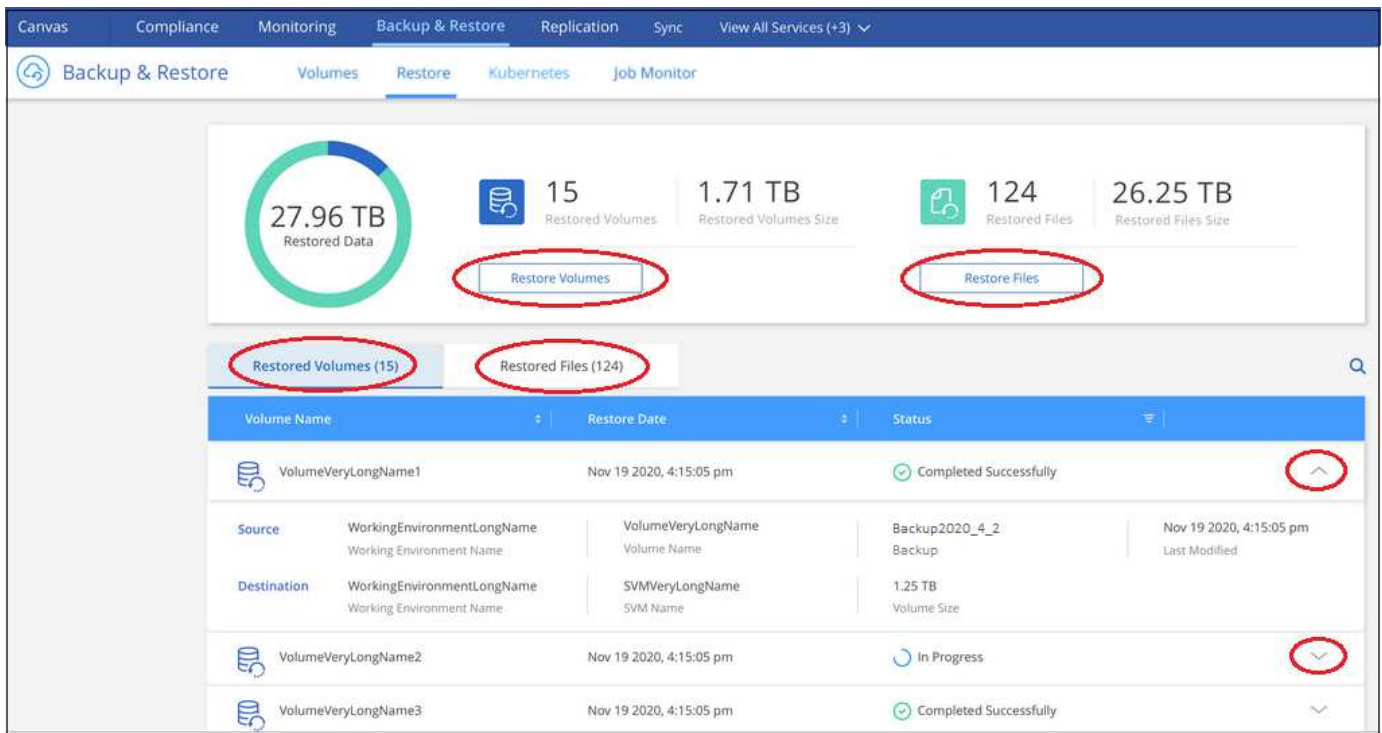 Canvas Compliance Monitoring Backup & Restore Replication Sync View All Services (+3)
Backup & Restore Volumes Restore Kubernetes Job Monitor
27.96 TB
Restored Data
15
Restored Volumes
1.71 TB
Restored Volumes Size
124
Restored Files
26.25 TB
Restored Files Size
Restore Volumes
Restore Files
Restored Volumes (15) Restored Files (124)
Volume Name Restore Date Status
VolumeVeryLongName1 Nov 19 2020, 4:15:05 pm Completed Successfully
Source WorkingEnvironmentLongName VolumeVeryLongName Backup2020_4_2 Nov 19 2020, 4:15:05 pm
Working Environment Name Volume Name Backup Last Modified
Destination WorkingEnvironmentLongName SVMVeryLongName 1.25 TB
Working Environment Name SVM Name Volume Size
VolumeVeryLongName2 Nov 19 2020, 4:15:05 pm In Progress
VolumeVeryLongName3 Nov 19 2020, 4:15:05 pm Completed Successfully